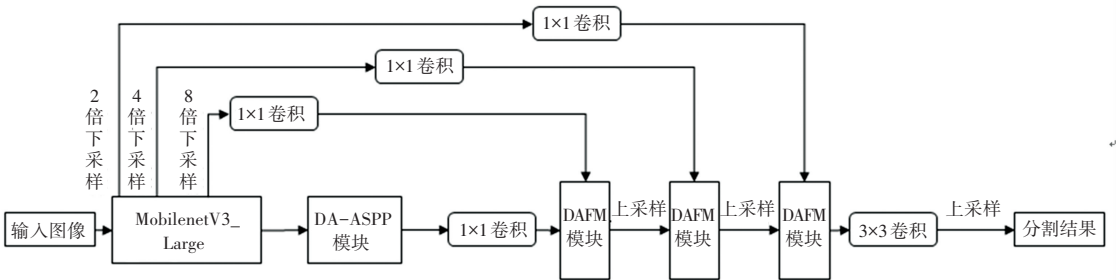 1×1卷积
1×1卷积
1×1卷积
2倍下采样
4倍下采样
8倍下采样
输入图像
MobilenetV3_
Large
DA-ASPP
模块
1×1卷积
DAFM
模块
上采样
DAFM
模块
上采样
DAFM
模块
3×3卷积
上采样
分割结果